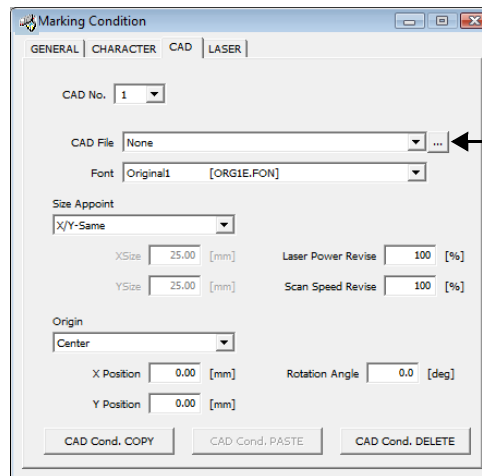 Marking Condition
GENERAL CHARACTER CAD LASER
CAD No. 1
CAD File None ...
Font Original1 [ORG1E.FON]
Size Appoint
X/Y-Same
XSize 25.00 [mm] Laser Power Revise 100 [%]
YSize 25.00 [mm] Scan Speed Revise 100 [%]
Origin
Center
X Position 0.00 [mm] Rotation Angle 0.0 [deg]
Y Position 0.00 [mm]
CAD Cond. COPY CAD Cond. PASTE CAD Cond. DELETE